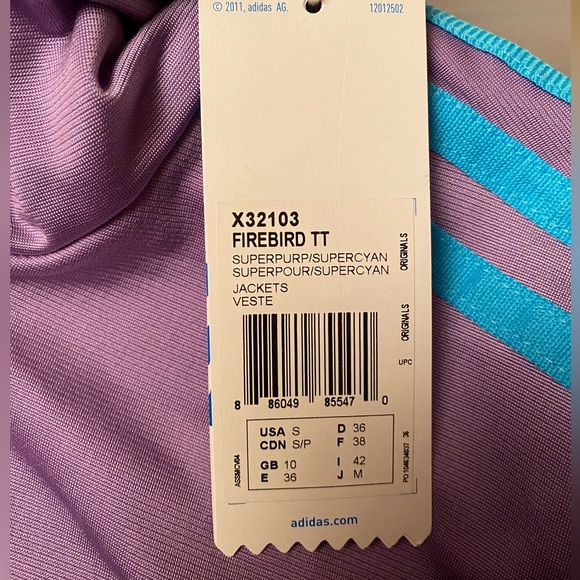 © 2011, adidas AG. 12012502
X32103
FIREBIRD TT
SUPERPURP/SUPERCYAN
SUPERPOUR/SUPERCYAN
JACKETS
VESTE
ORIGINALS
ORIGINALS
UPC
8 86049 85547 0
USA S D 36
CDN S/P F 38
GB 10 I 42
E 36 J M
adidas.com